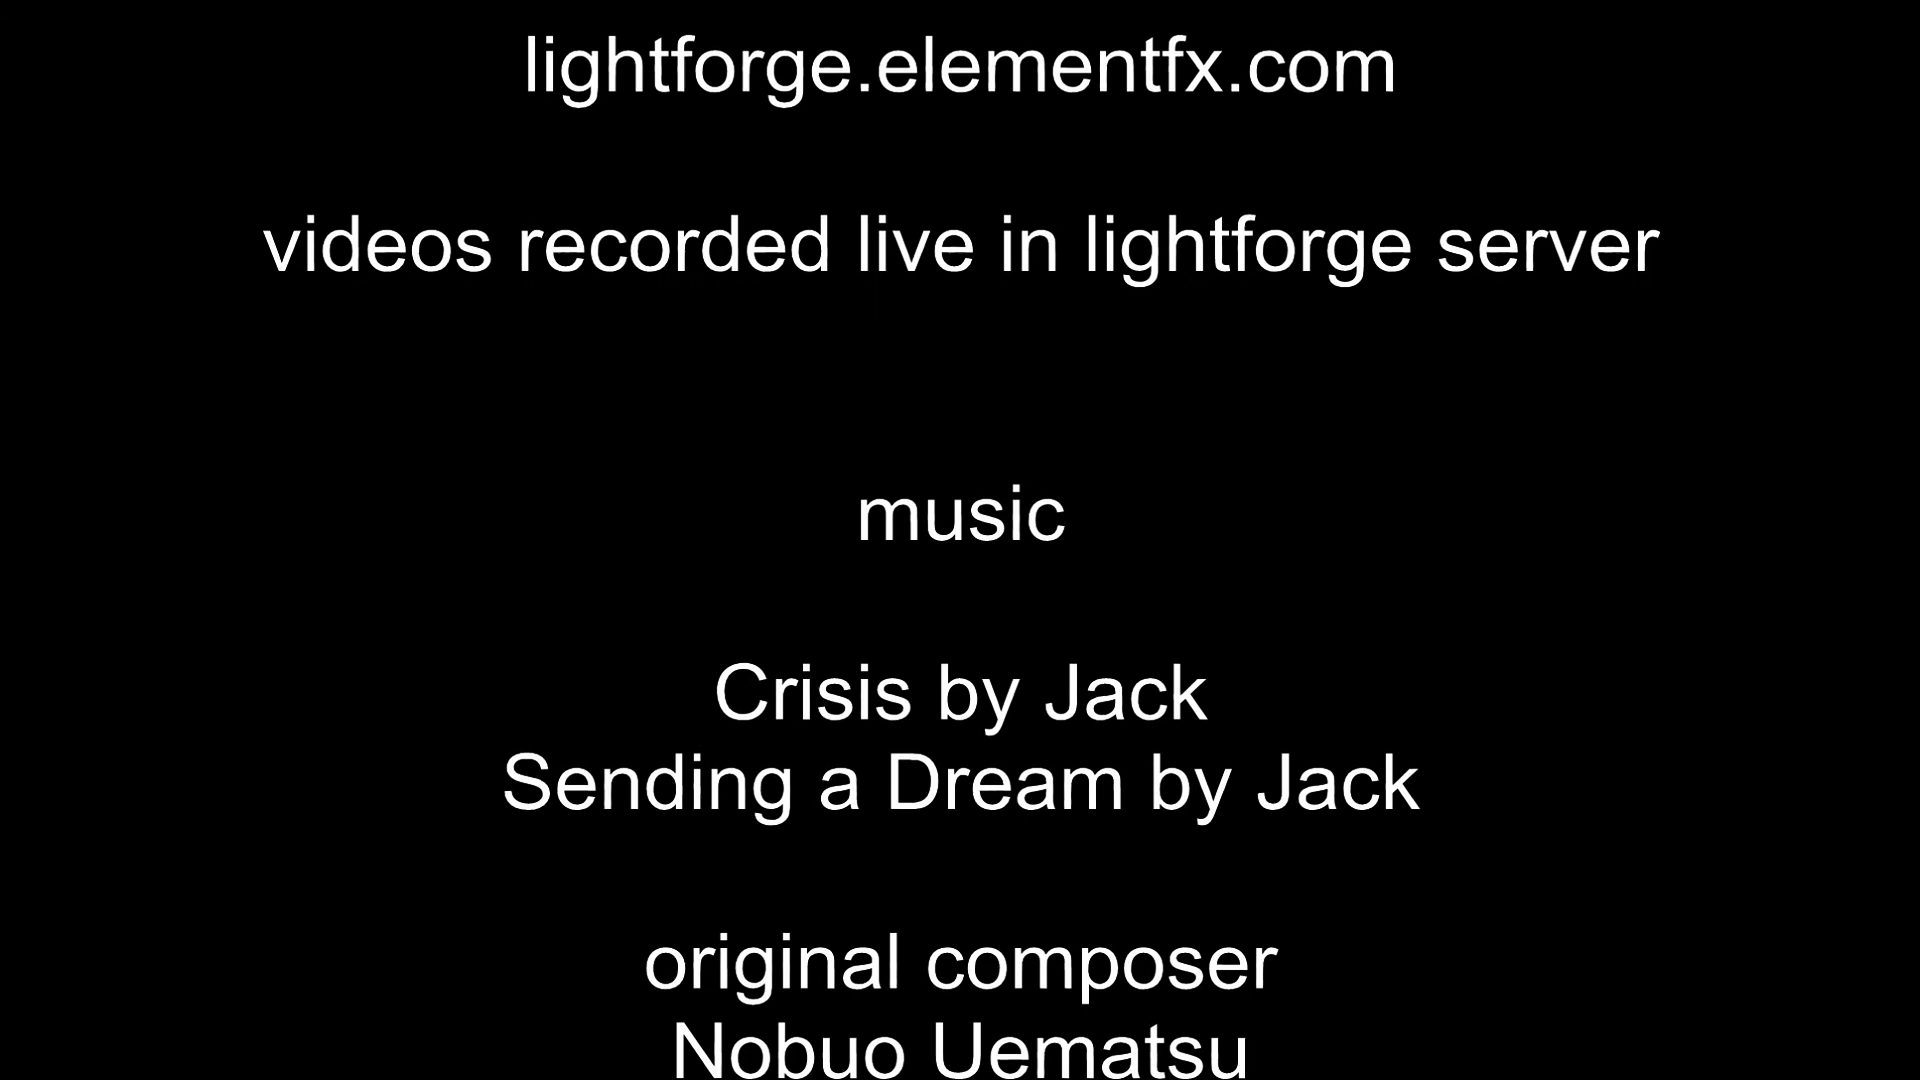 lightforge.elementfx.com
videos recorded live in lightforge server
music
Crisis by Jack
Sending a Dream by Jack
original composer
Nobuo Uematsu